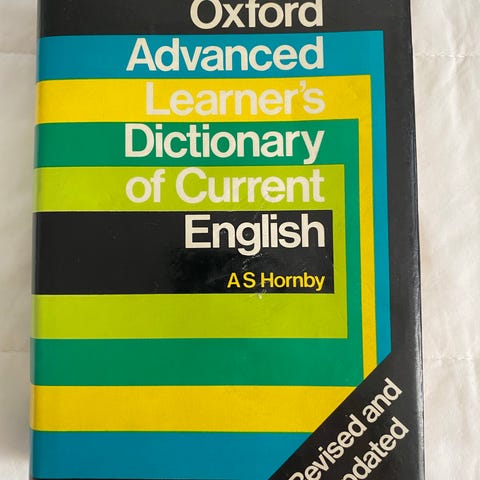 Oxford
Advanced
Learner's
Dictionary
of Current
English
A S Hornby
Revised and
updated